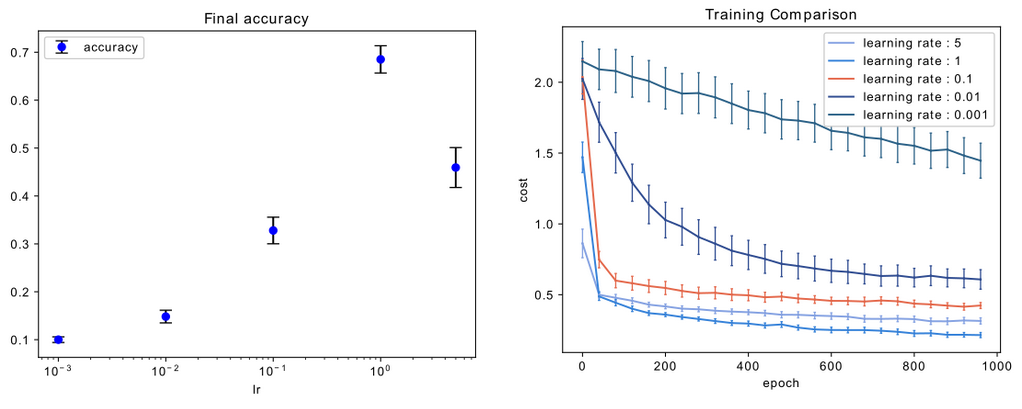 Final accuracy
accuracy
0.7
0.6
0.5
0.4
0.3
0.2
0.1
10⁻³ 10⁻² 10⁻¹ 10⁰
lr
Training Comparison
learning rate : 5
learning rate : 1
learning rate : 0.1
learning rate : 0.01
learning rate : 0.001
cost
2.0
1.5
1.0
0.5
0 200 400 600 800 1000
epoch